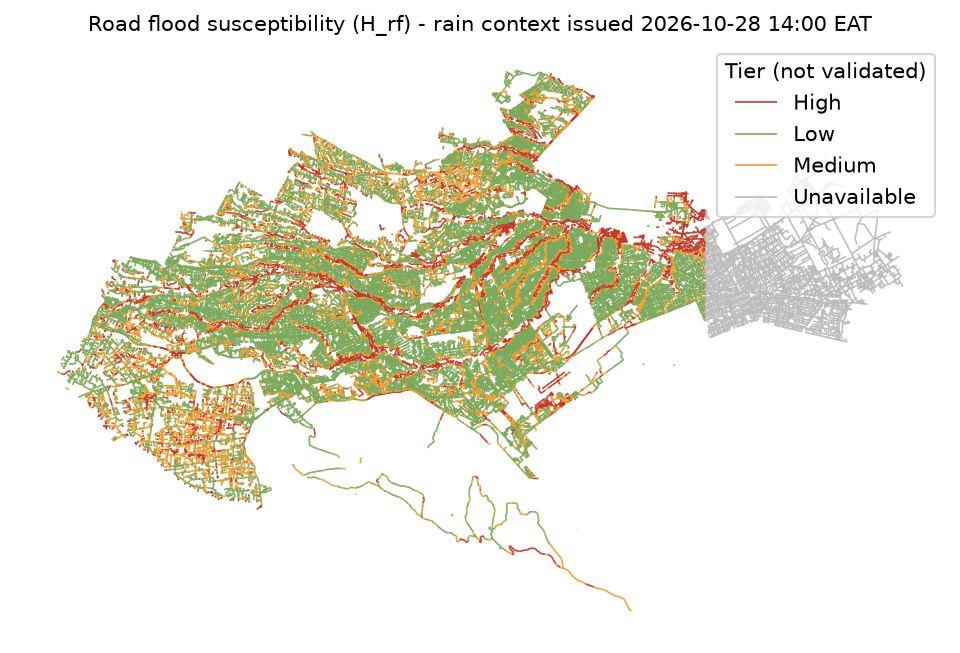 Road flood susceptibility (H_rf) - rain context issued 2026-10-28 14:00 EAT
Tier (not validated)
High
Low
Medium
Unavailable